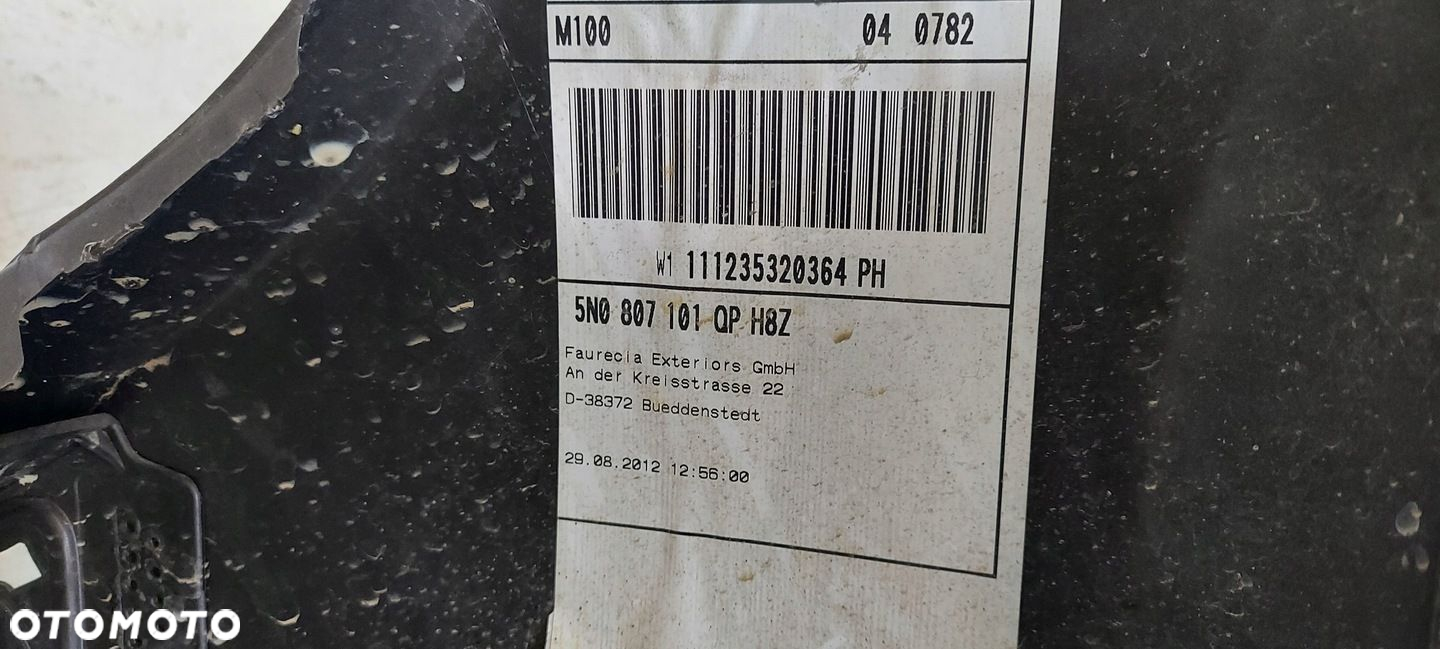 M100 04 0782
W1 111235320364 PH
5N0 807 101 QP H8Z
Faurecia Exteriors GmbH
An der Kreisstrasse 22
D-38372 Bueddenstedt
29.08.2012 12:56:00
OTOMOTO